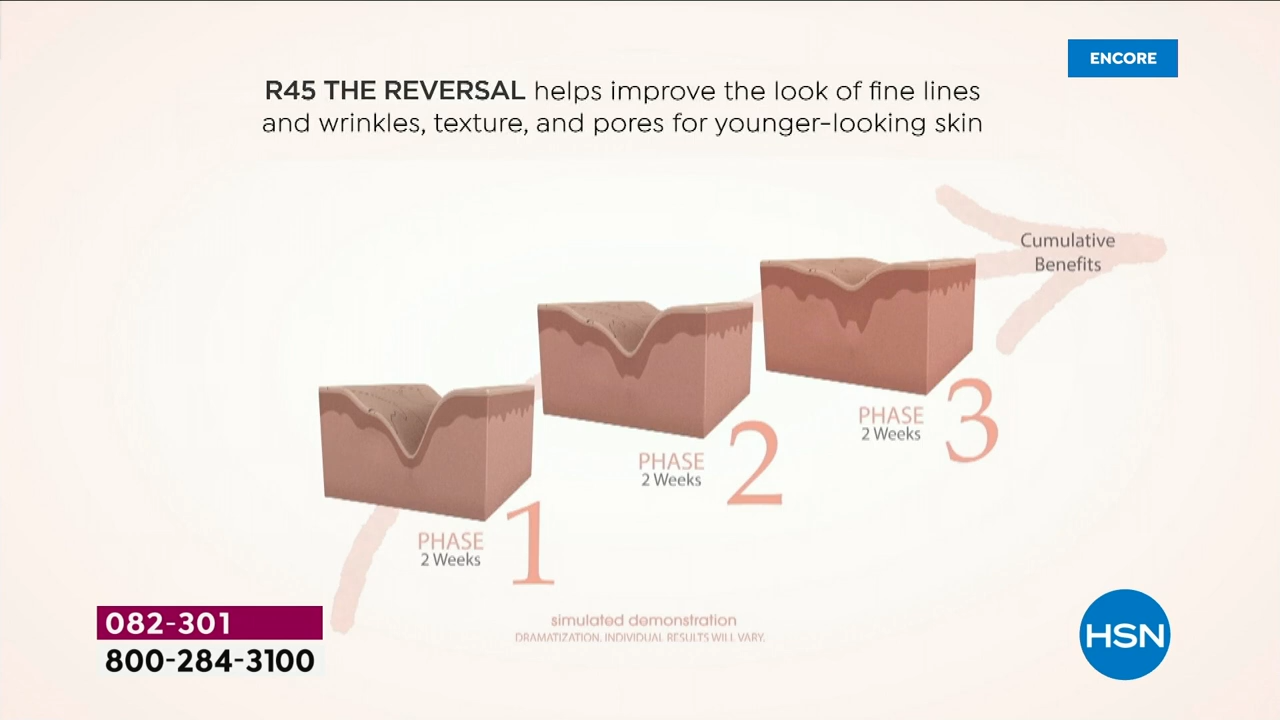 ENCORE
R45 THE REVERSAL helps improve the look of fine lines
and wrinkles, texture, and pores for younger-looking skin
Cumulative
Benefits
PHASE
2 Weeks
3
PHASE
2 Weeks
2
PHASE
2 Weeks
1
simulated demonstration
DRAMATIZATION. INDIVIDUAL RESULTS WILL VARY.
082-301
800-284-3100
HSN